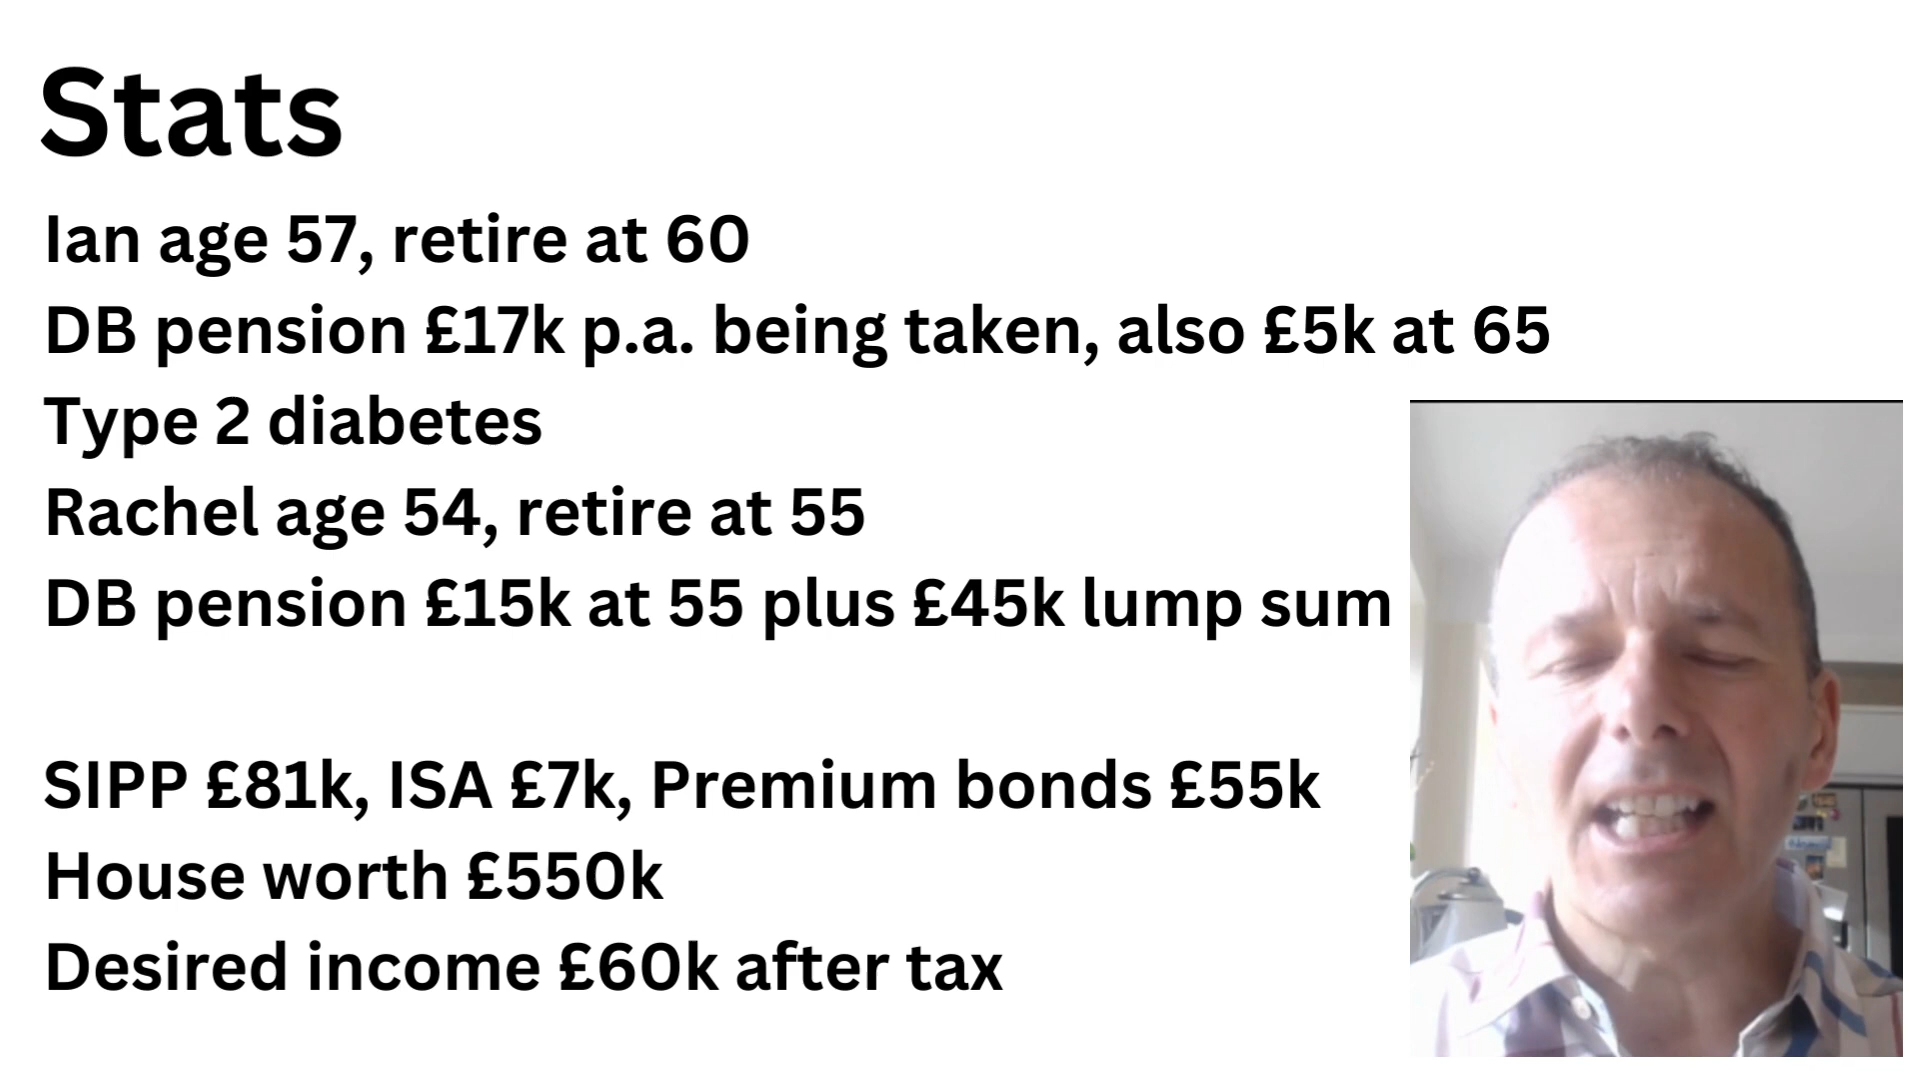 Stats
Ian age 57, retire at 60
DB pension £17k p.a. being taken, also £5k at 65
Type 2 diabetes
Rachel age 54, retire at 55
DB pension £15k at 55 plus £45k lump sum
SIPP £81k, ISA £7k, Premium bonds £55k
House worth £550k
Desired income £60k after tax